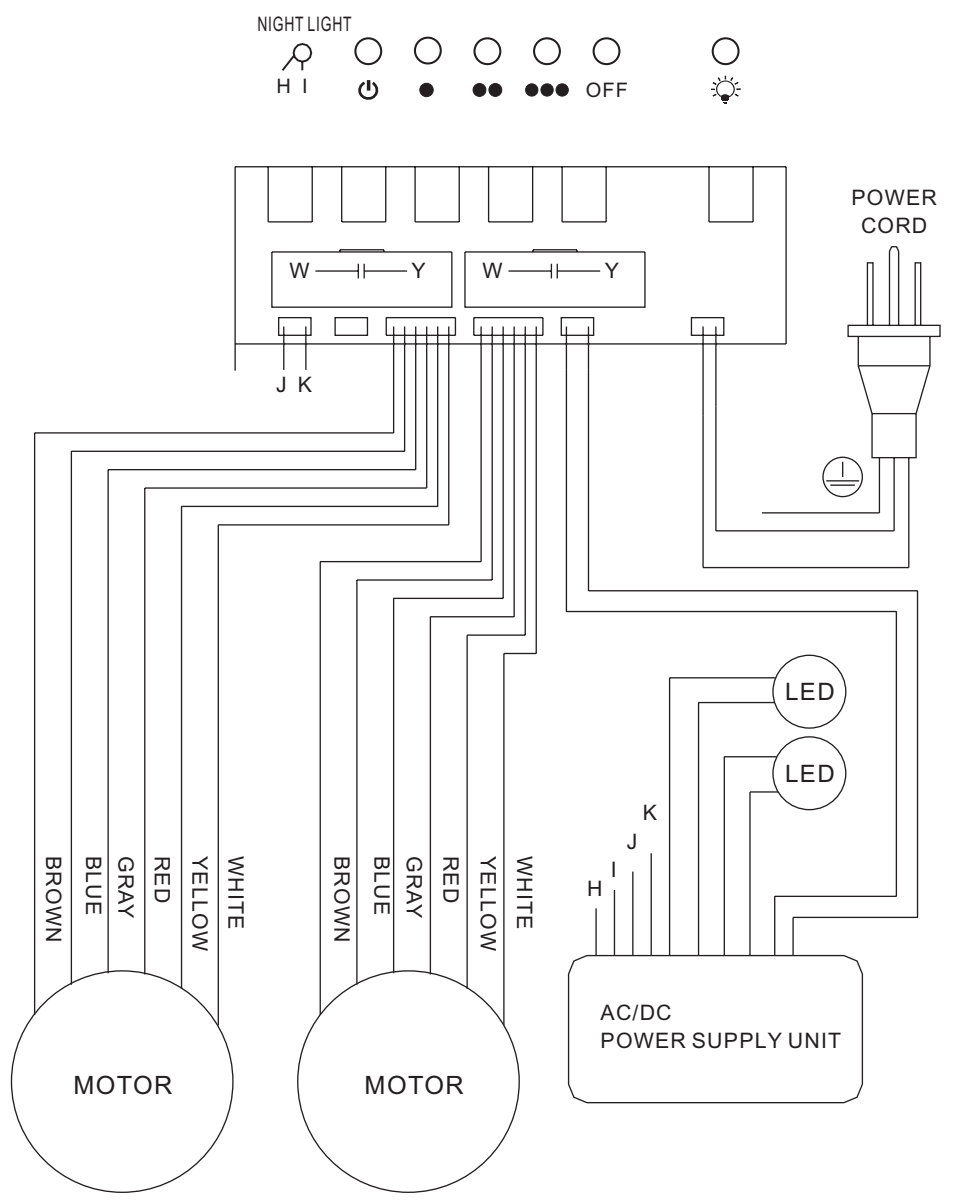 NIGHT LIGHT
H I
OFF
POWER
CORD
W Y
W Y
J K
LED
LED
K
J
I
H
BROWN
BLUE
GRAY
RED
YELLOW
WHITE
BROWN
BLUE
GRAY
RED
YELLOW
WHITE
AC/DC
POWER SUPPLY UNIT
MOTOR
MOTOR